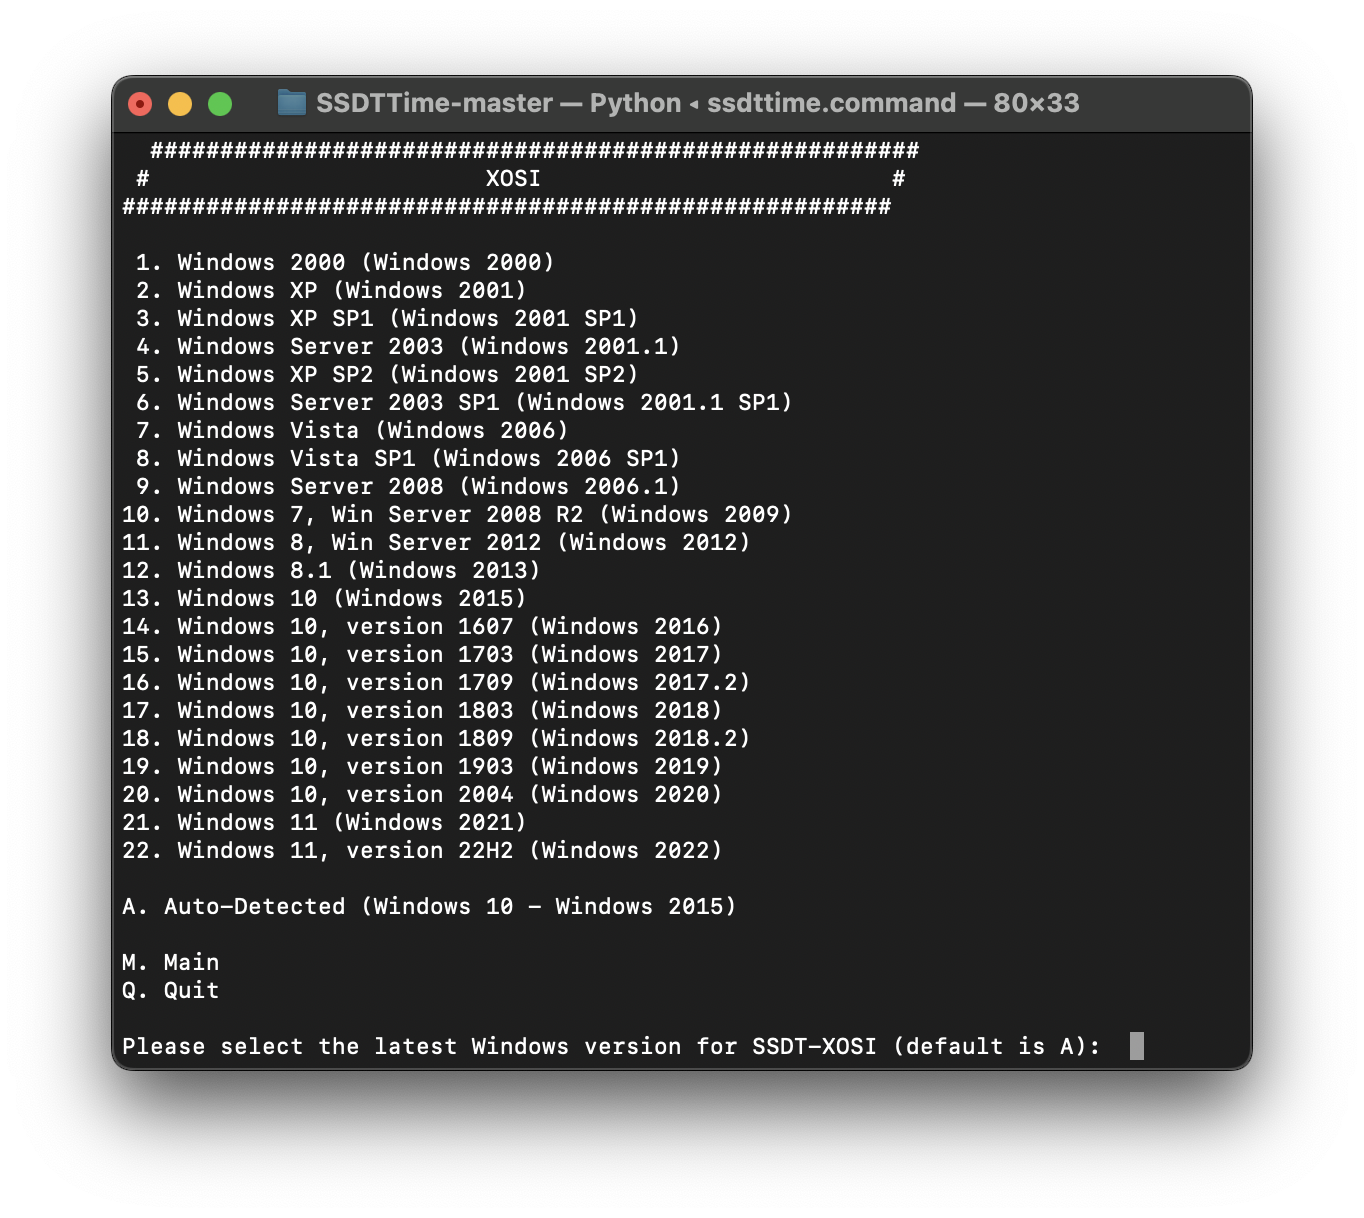 SSDTTime-master — Python ◂ ssdttime.command — 80×33
#######################################################
# XOSI #
#######################################################
1. Windows 2000 (Windows 2000)
2. Windows XP (Windows 2001)
3. Windows XP SP1 (Windows 2001 SP1)
4. Windows Server 2003 (Windows 2001.1)
5. Windows XP SP2 (Windows 2001 SP2)
6. Windows Server 2003 SP1 (Windows 2001.1 SP1)
7. Windows Vista (Windows 2006)
8. Windows Vista SP1 (Windows 2006 SP1)
9. Windows Server 2008 (Windows 2006.1)
10. Windows 7, Win Server 2008 R2 (Windows 2009)
11. Windows 8, Win Server 2012 (Windows 2012)
12. Windows 8.1 (Windows 2013)
13. Windows 10 (Windows 2015)
14. Windows 10, version 1607 (Windows 2016)
15. Windows 10, version 1703 (Windows 2017)
16. Windows 10, version 1709 (Windows 2017.2)
17. Windows 10, version 1803 (Windows 2018)
18. Windows 10, version 1809 (Windows 2018.2)
19. Windows 10, version 1903 (Windows 2019)
20. Windows 10, version 2004 (Windows 2020)
21. Windows 11 (Windows 2021)
22. Windows 11, version 22H2 (Windows 2022)
A. Auto-Detected (Windows 10 - Windows 2015)
M. Main
Q. Quit
Please select the latest Windows version for SSDT-XOSI (default is A):